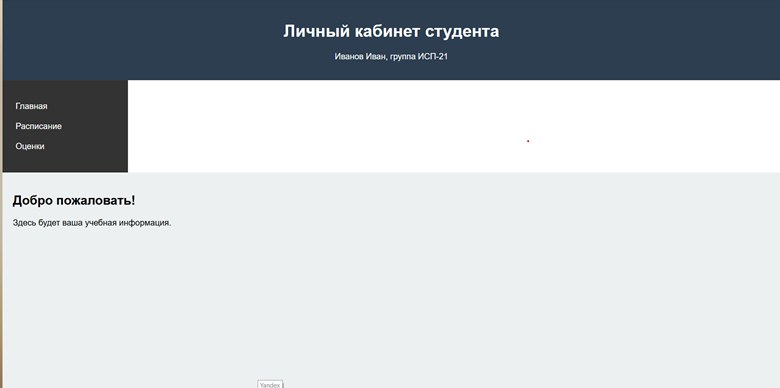 Личный кабинет студента
Иванов Иван, группа ИСП-21
Главная
Расписание
Оценки
Добро пожаловать!
Здесь будет ваша учебная информация.
Yandex